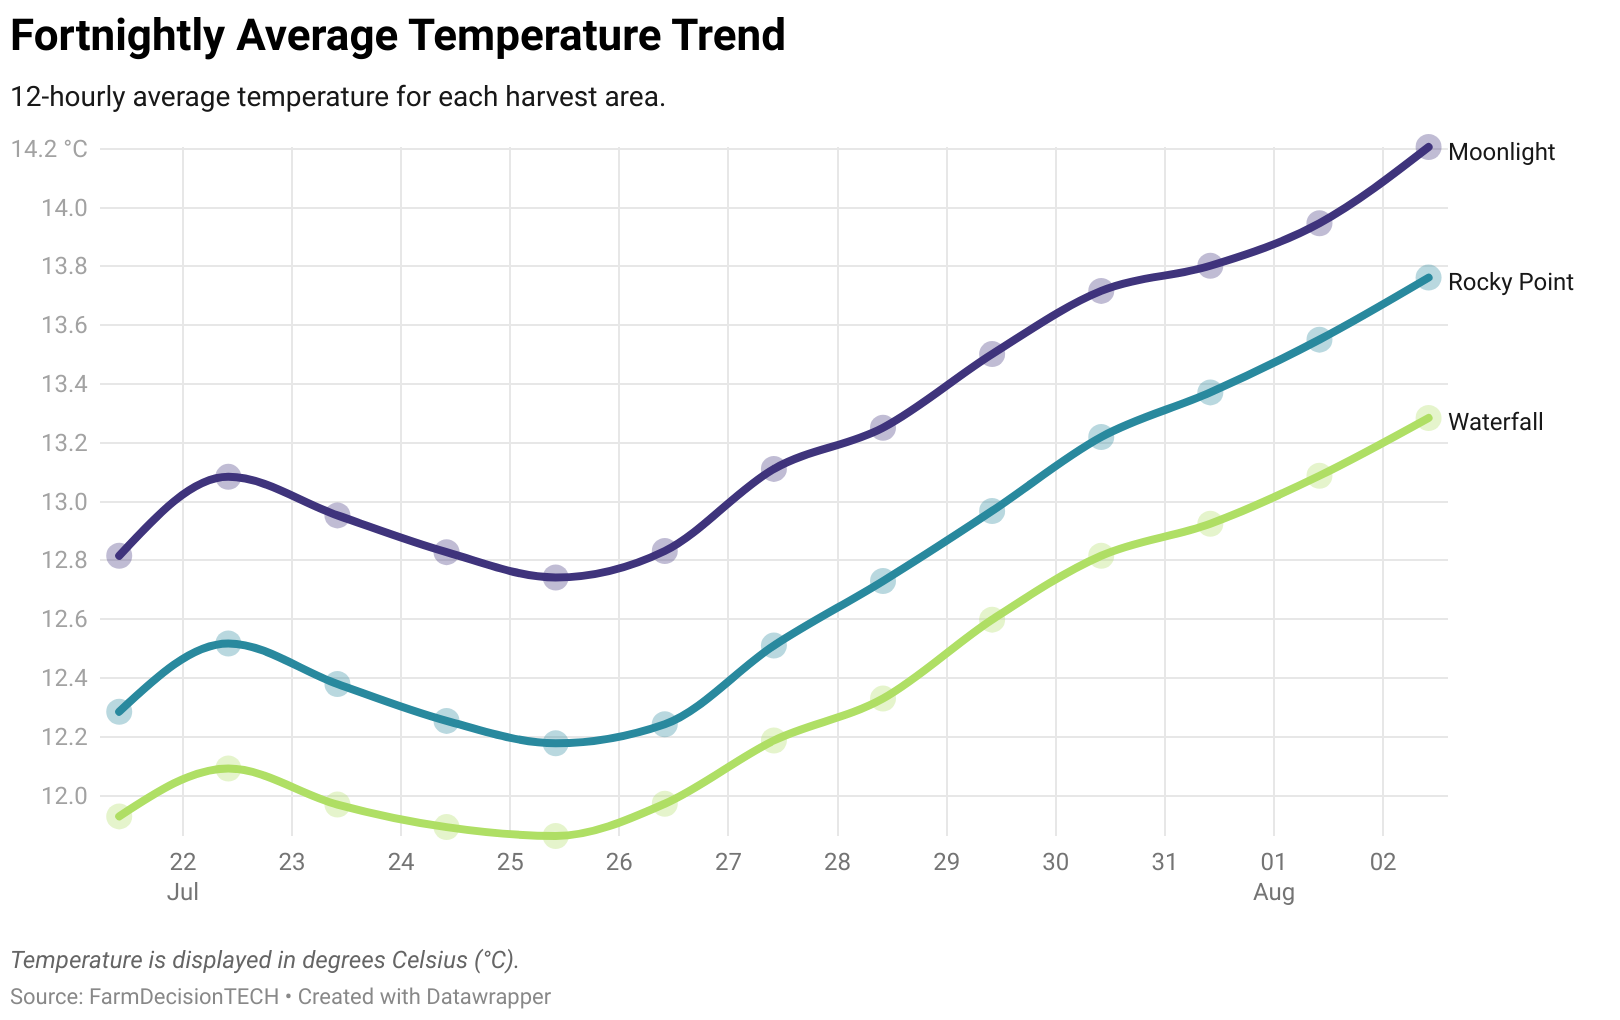 Fortnightly Average Temperature Trend
12-hourly average temperature for each harvest area.
14.2 °C
14.0
13.8
13.6
13.4
13.2
13.0
12.8
12.6
12.4
12.2
12.0
Moonlight
Rocky Point
Waterfall
22 23 24 25 26 27 28 29 30 31 01 02
Jul Aug
Temperature is displayed in degrees Celsius (°C).
Source: FarmDecisionTECH • Created with Datawrapper